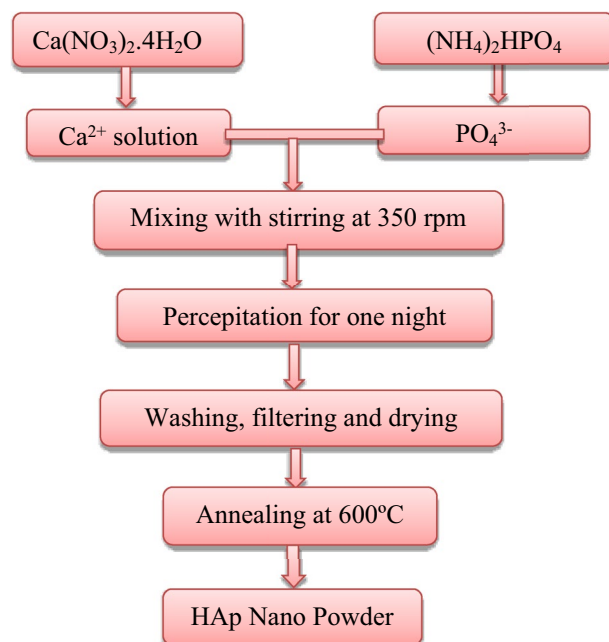 Ca(NO3)2.4H2O
(NH4)2HPO4
Ca²⁺ solution
PO4³⁻
Mixing with stirring at 350 rpm
Percepitation for one night
Washing, filtering and drying
Annealing at 600ºC
HAp Nano Powder